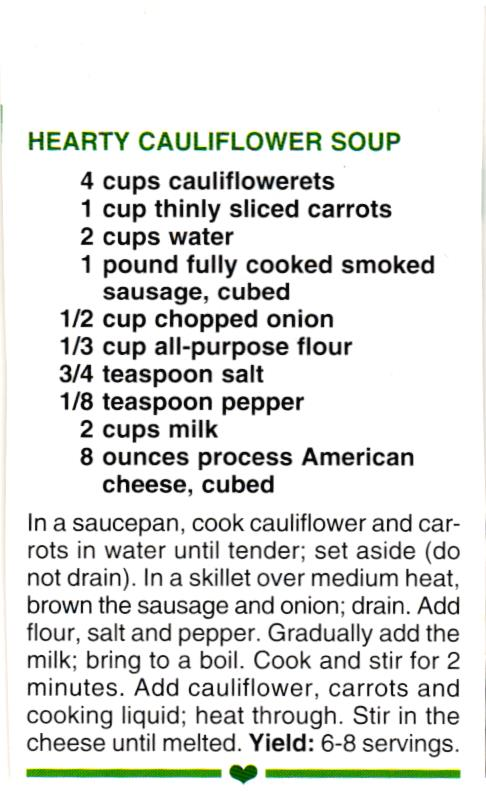 HEARTY CAULIFLOWER SOUP
4 cups cauliflowerets
1 cup thinly sliced carrots
2 cups water
1 pound fully cooked smoked
sausage, cubed
1/2 cup chopped onion
1/3 cup all-purpose flour
3/4 teaspoon salt
1/8 teaspoon pepper
2 cups milk
8 ounces process American
cheese, cubed
In a saucepan, cook cauliflower and car-
rots in water until tender; set aside (do
not drain). In a skillet over medium heat,
brown the sausage and onion; drain. Add
flour, salt and pepper. Gradually add the
milk; bring to a boil. Cook and stir for 2
minutes. Add cauliflower, carrots and
cooking liquid; heat through. Stir in the
cheese until melted. Yield: 6-8 servings.